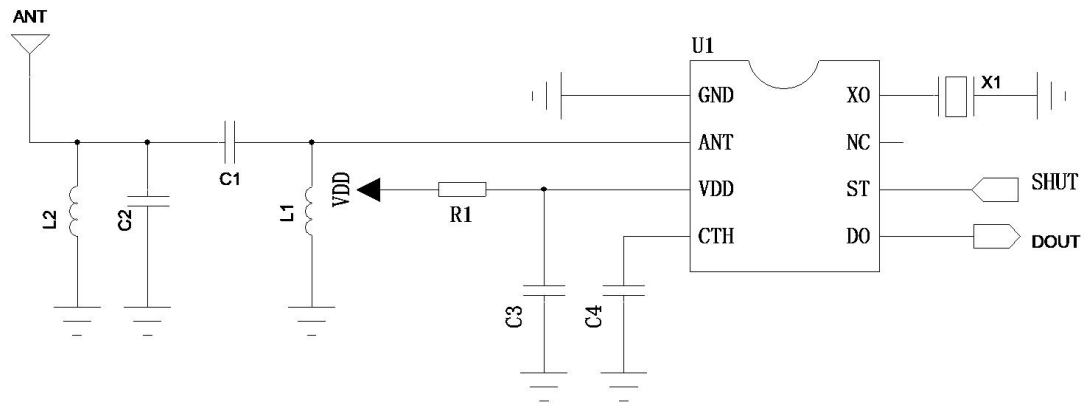 ANT
U1
GND
XO
X1
ANT
NC
C1
L2
C2
L1
VDD
R1
VDD
ST
SHUT
CTH
DO
DOUT
C3
C4